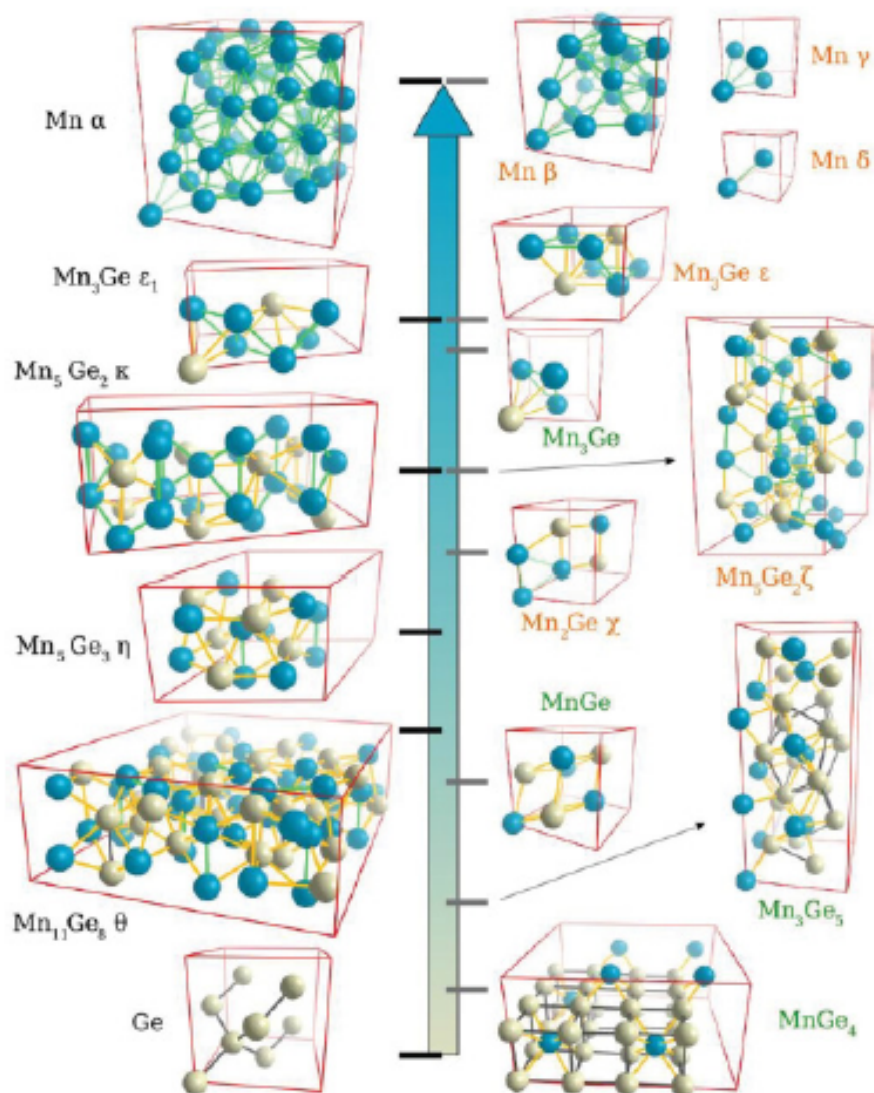 Mn α
Mn β
Mn γ
Mn δ
Mn₃Ge ε₁
Mn₃Ge ε
Mn₅ Ge₂ κ
Mn₃Ge
Mn₅Ge₂ζ
Mn₂Ge χ
Mn₅ Ge₃ η
MnGe
Mn₃Ge₅
Mn₁₁Ge₈ θ
Ge
MnGe₄